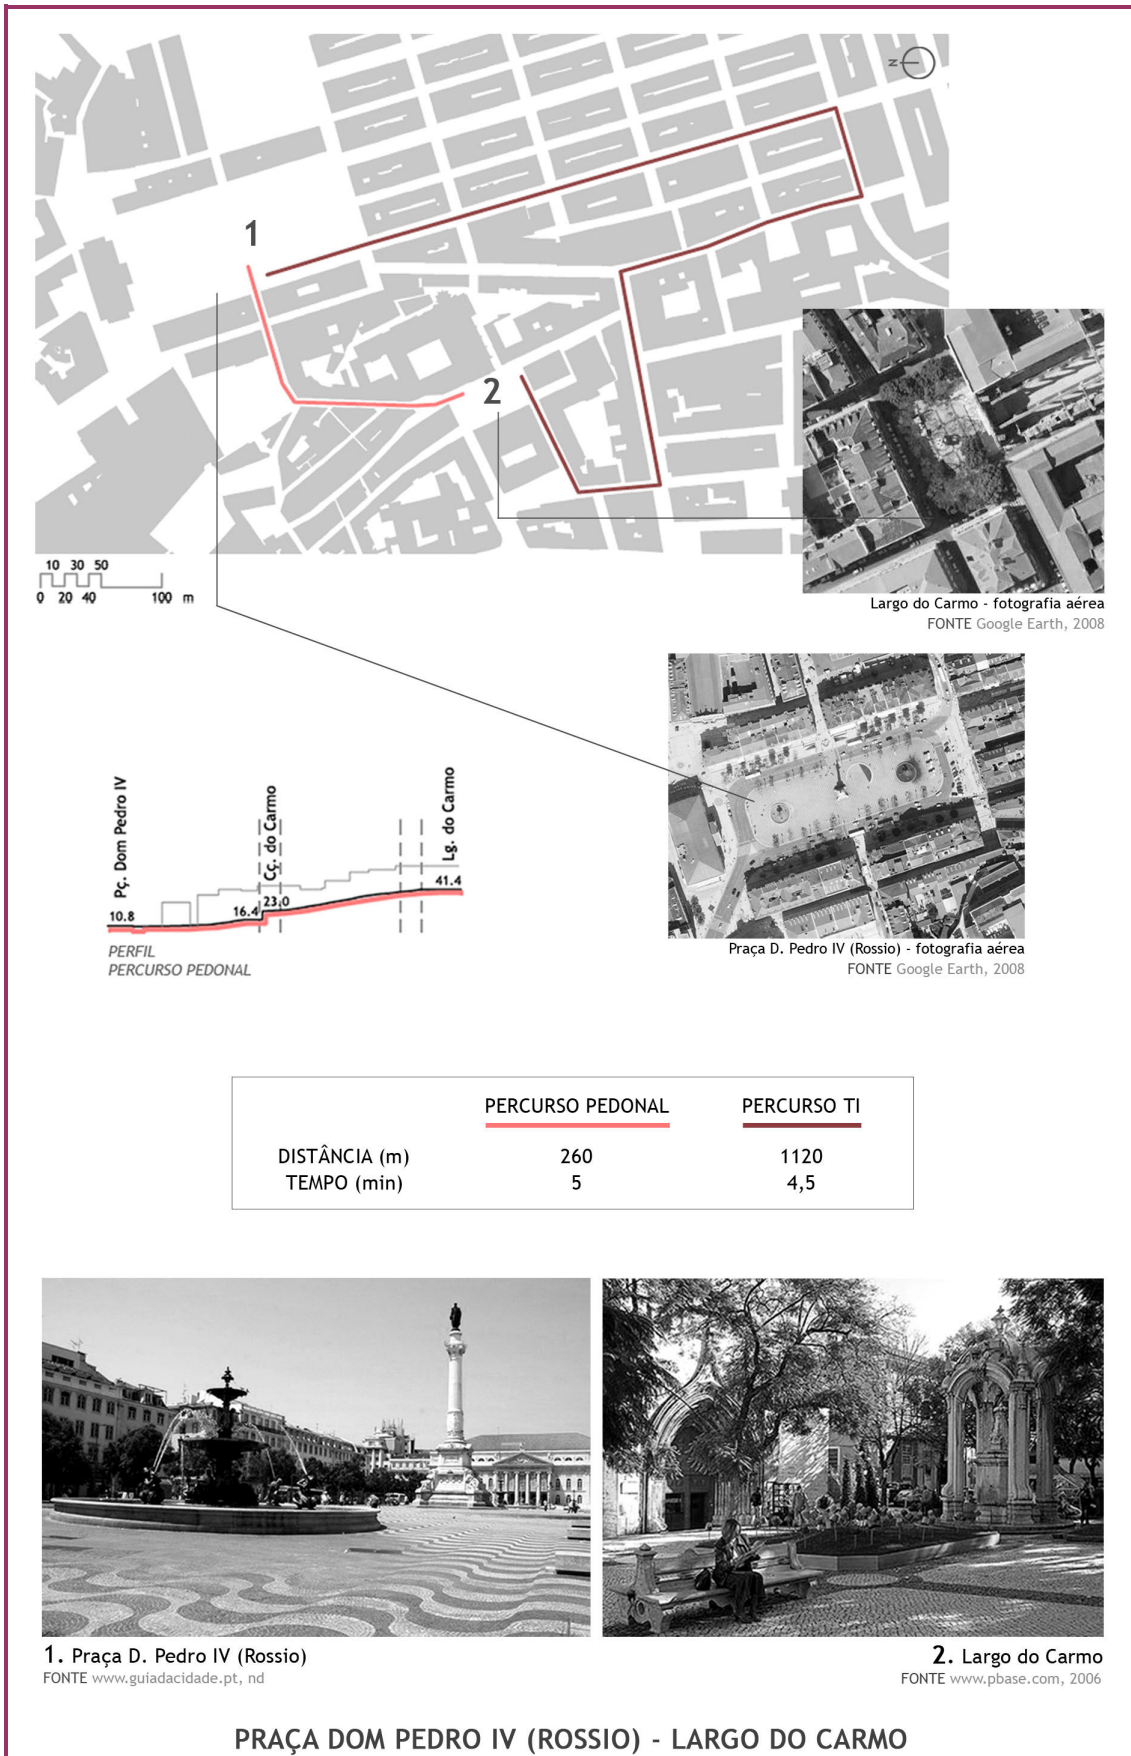 N
1
2
10 30 50
0 20 40 100 m
Largo do Carmo - fotografia aérea
FONTE Google Earth, 2008
Praça D. Pedro IV (Rossio) - fotografia aérea
FONTE Google Earth, 2008
Pç. Dom Pedro IV
Cç. do Carmo
Lg. do Carmo
10.8
16.4
23.0
41.4
PERFIL
PERCURSO PEDONAL
PERCURSO PEDONAL PERCURSO TI
DISTÂNCIA (m) 260 1120
TEMPO (min) 5 4,5
1. Praça D. Pedro IV (Rossio)
FONTE www.guiadacidade.pt, nd
2. Largo do Carmo
FONTE www.pbase.com, 2006
PRAÇA DOM PEDRO IV (ROSSIO) - LARGO DO CARMO